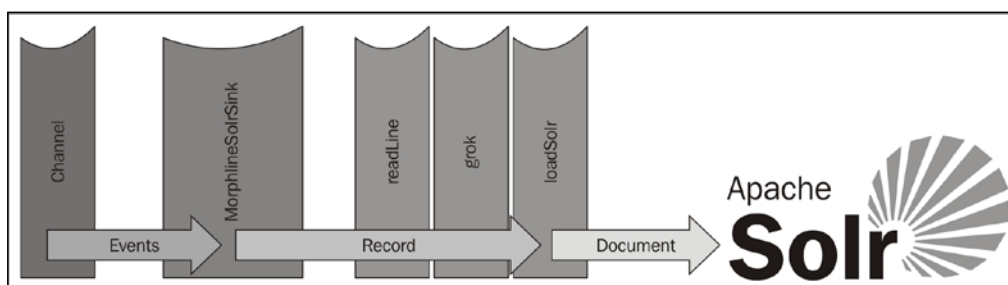 Channel
MorphlineSolrSink
readLine
grok
loadSolr
Events
Record
Document
Apache
Solr